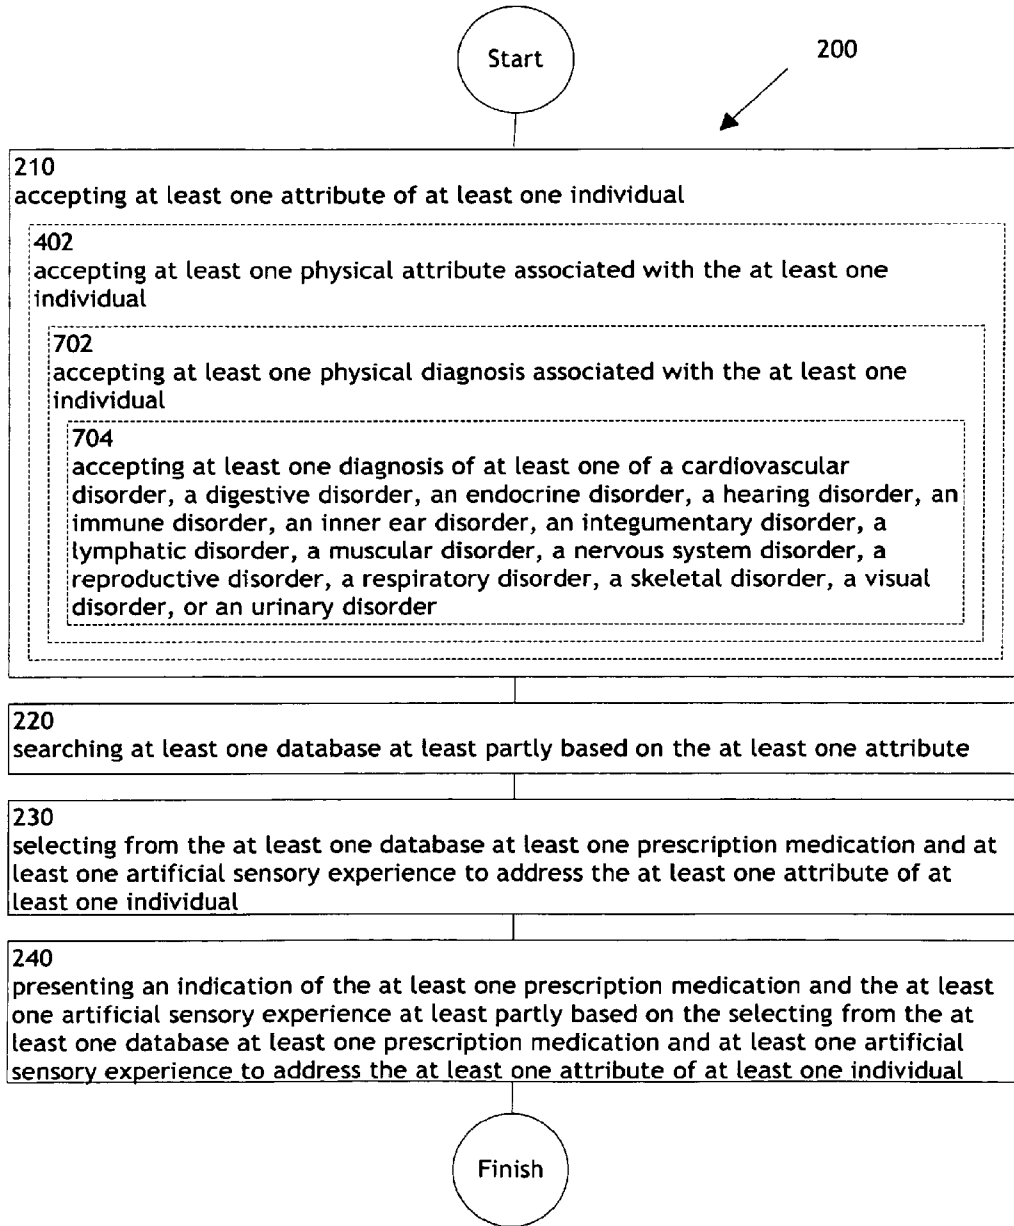 Start
200
210
accepting at least one attribute of at least one individual
402
accepting at least one physical attribute associated with the at least one
individual
702
accepting at least one physical diagnosis associated with the at least one
individual
704
accepting at least one diagnosis of at least one of a cardiovascular
disorder, a digestive disorder, an endocrine disorder, a hearing disorder, an
immune disorder, an inner ear disorder, an integumentary disorder, a
lymphatic disorder, a muscular disorder, a nervous system disorder, a
reproductive disorder, a respiratory disorder, a skeletal disorder, a visual
disorder, or an urinary disorder
220
searching at least one database at least partly based on the at least one attribute
230
selecting from the at least one database at least one prescription medication and at
least one artificial sensory experience to address the at least one attribute of at
least one individual
240
presenting an indication of the at least one prescription medication and the at least
one artificial sensory experience at least partly based on the selecting from the at
least one database at least one prescription medication and at least one artificial
sensory experience to address the at least one attribute of at least one individual
Finish